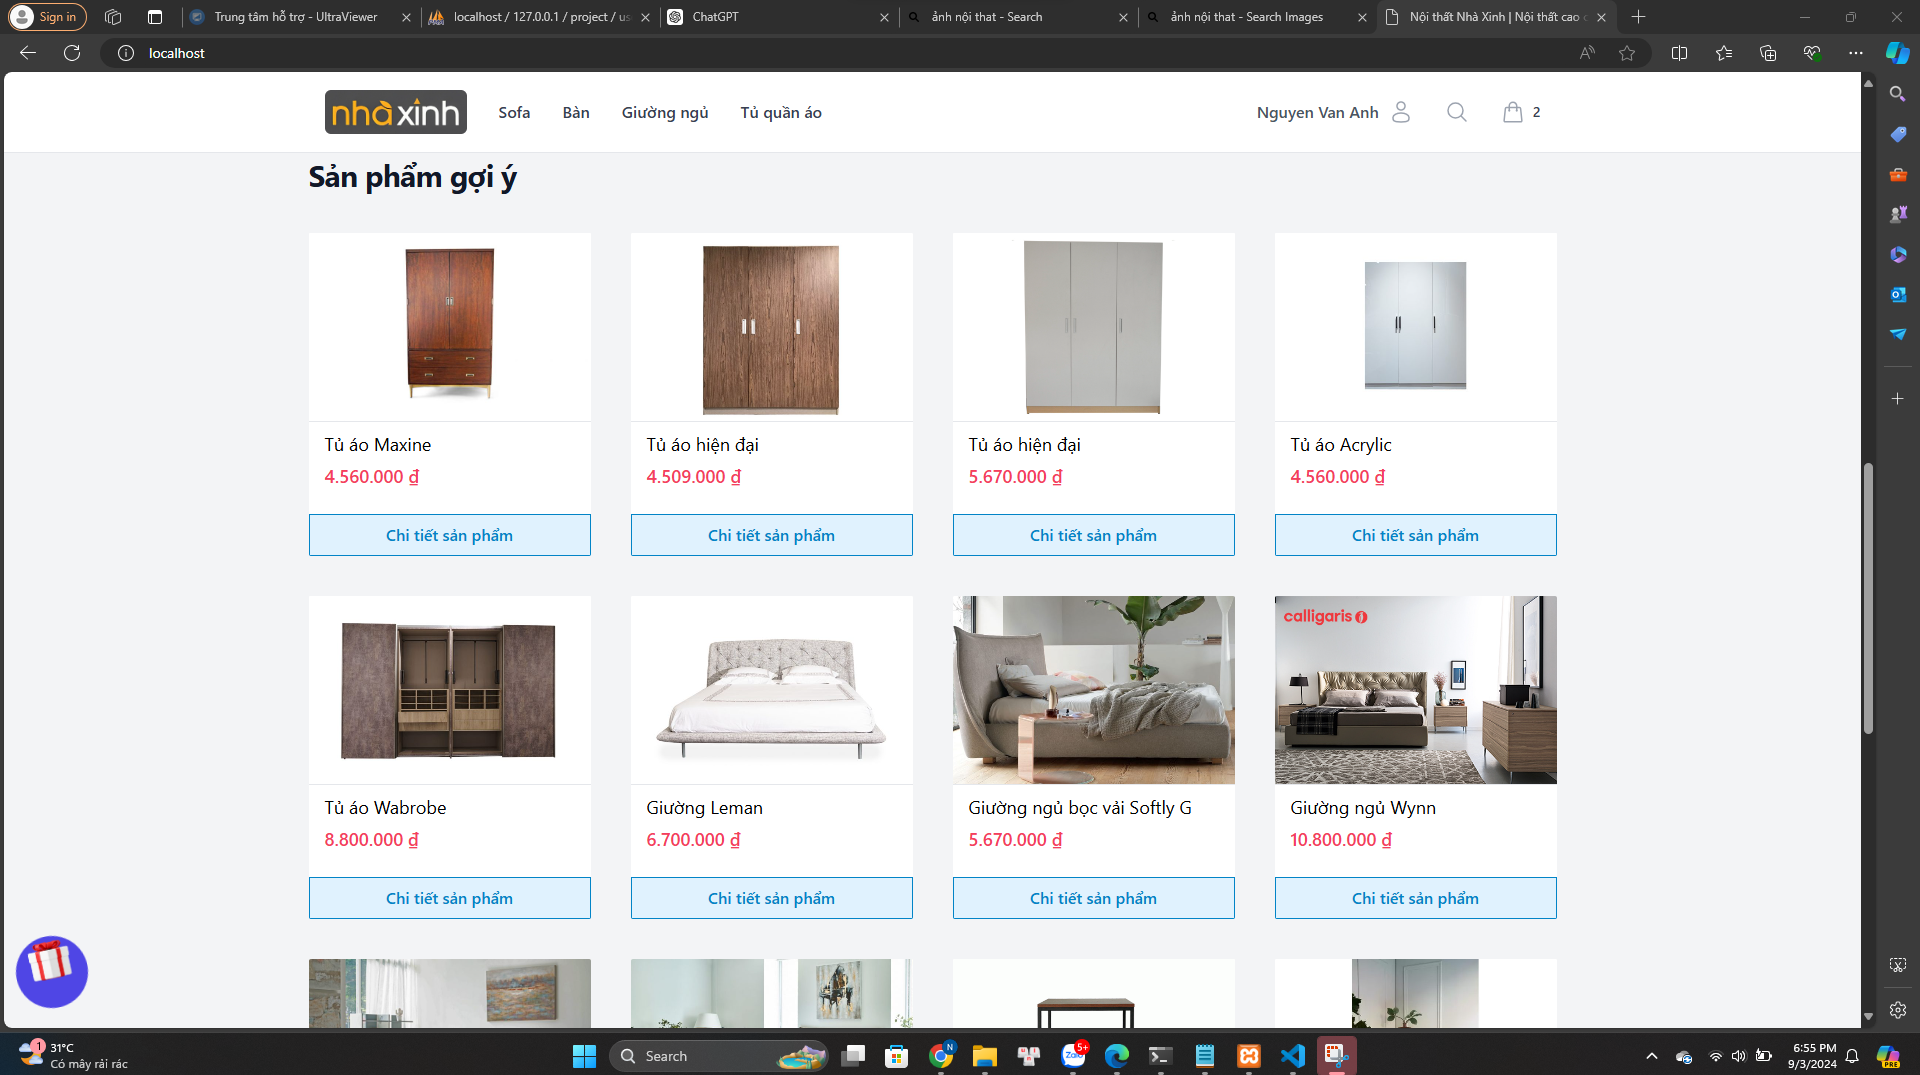 Sign in
Trung tâm hỗ trợ - UltraViewer
localhost / 127.0.0.1 / project / us
ChatGPT
ảnh nội that - Search
ảnh nội that - Search Images
Nội thất Nhà Xinh | Nội thất cao c
localhost
nhàxinh
Sofa
Bàn
Giường ngủ
Tủ quần áo
Nguyen Van Anh
2
Sản phẩm gợi ý
Tủ áo Maxine
4.560.000 ₫
Chi tiết sản phẩm
Tủ áo hiện đại
4.509.000 ₫
Chi tiết sản phẩm
Tủ áo hiện đại
5.670.000 ₫
Chi tiết sản phẩm
Tủ áo Acrylic
4.560.000 ₫
Chi tiết sản phẩm
calligaris
Tủ áo Wabrobe
8.800.000 ₫
Chi tiết sản phẩm
Giường Leman
6.700.000 ₫
Chi tiết sản phẩm
Giường ngủ bọc vải Softly G
5.670.000 ₫
Chi tiết sản phẩm
Giường ngủ Wynn
10.800.000 ₫
Chi tiết sản phẩm
1
31°C
Có mây rải rác
Search
N
Zalo
5+
6:55 PM
9/3/2024
PRE